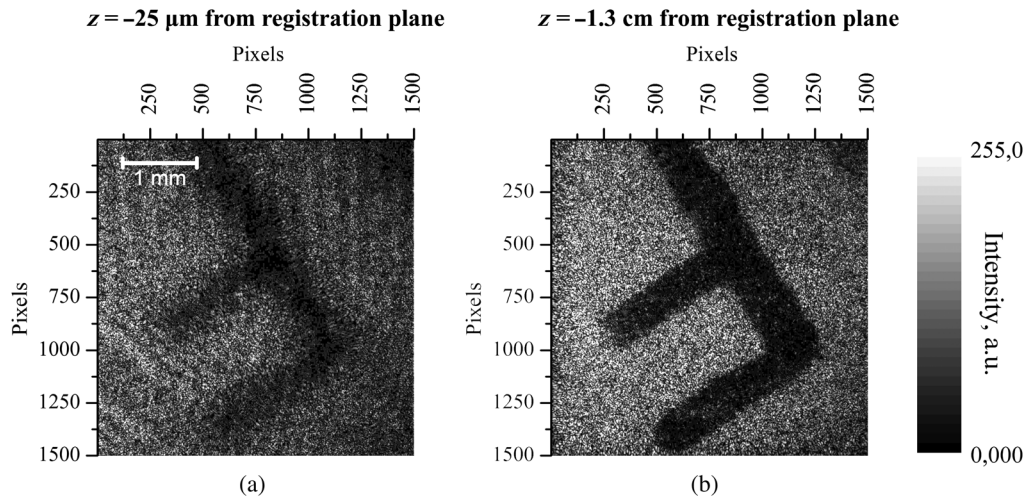 z = –25 µm from registration plane
Pixels
250 500 750 1000 1250 1500
1 mm
250
500
750
1000
1250
1500
Pixels
(a)
z = –1.3 cm from registration plane
Pixels
250 500 750 1000 1250 1500
250
500
750
1000
1250
1500
Pixels
(b)
255,0
Intensity, a.u.
0,000